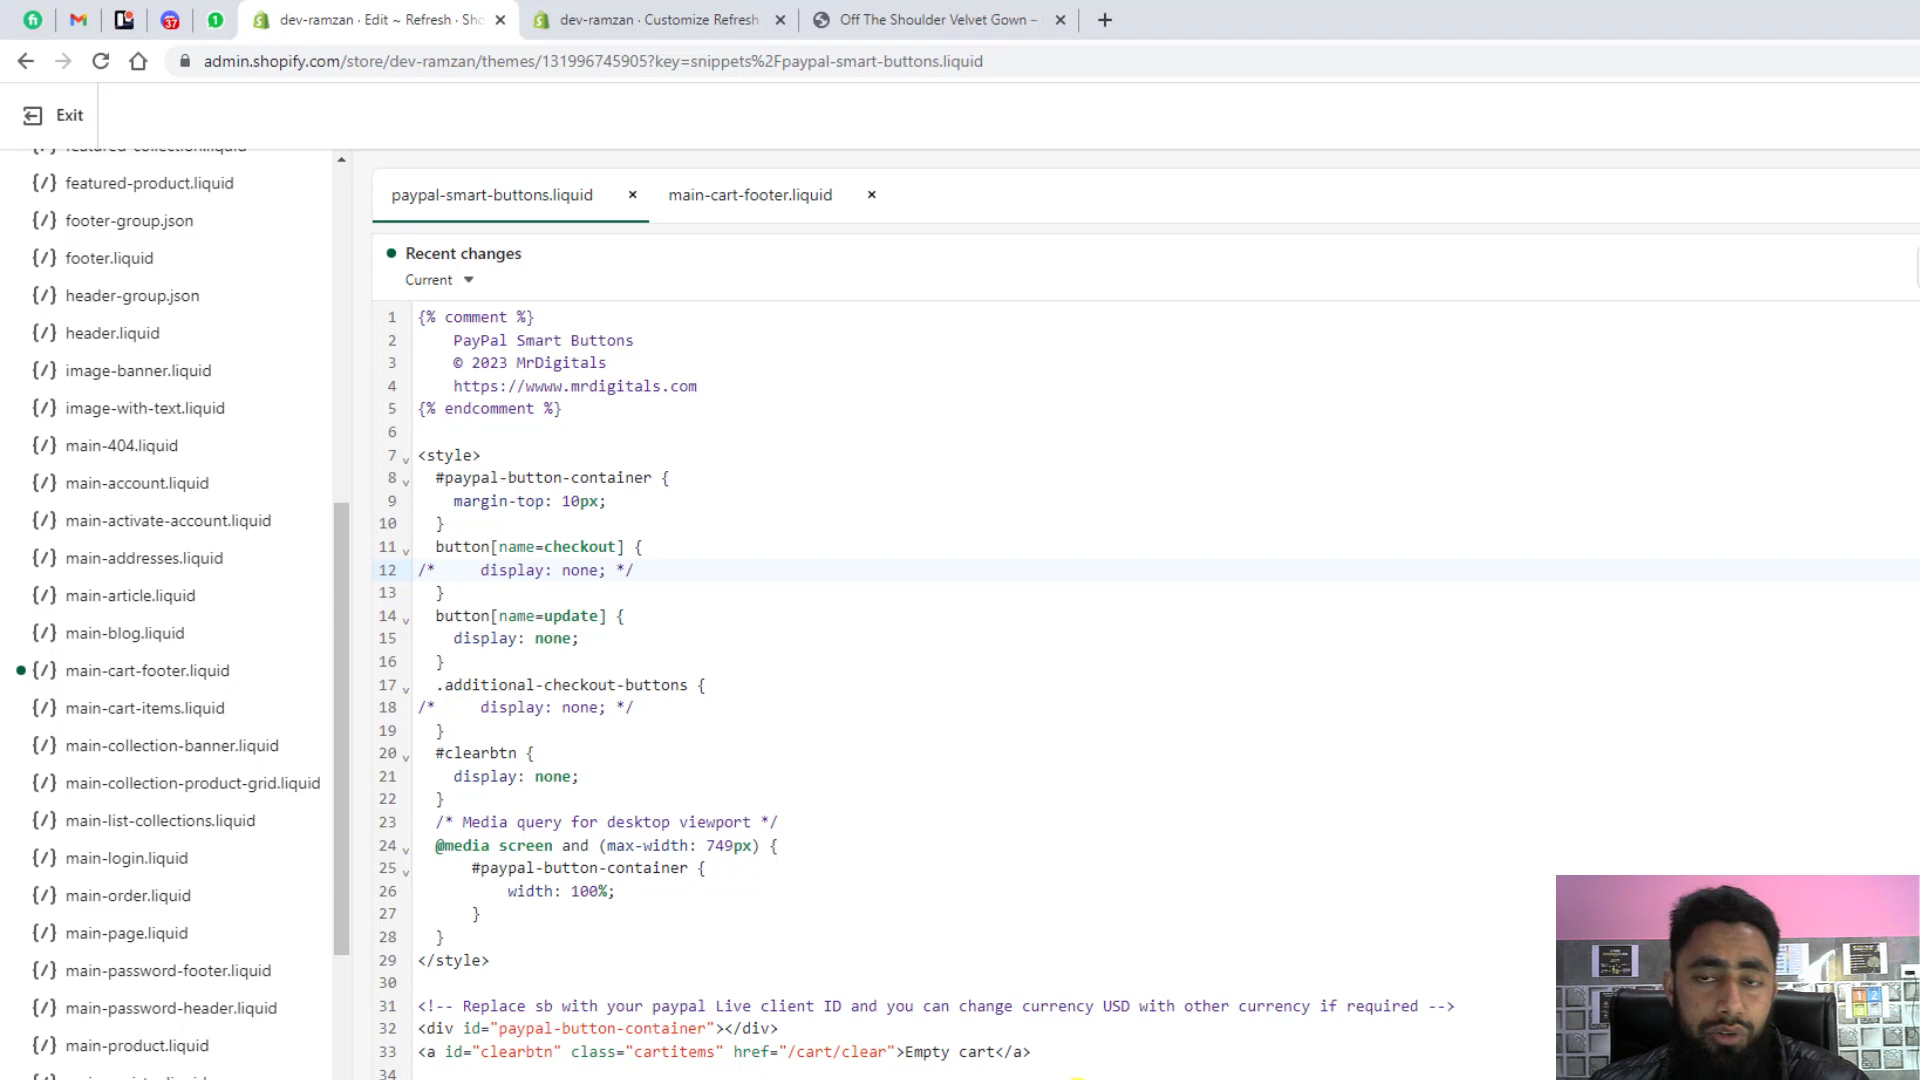 dev-ramzan · Edit ~ Refresh · Sho
dev-ramzan · Customize Refresh
Off The Shoulder Velvet Gown –
37
1
admin.shopify.com/store/dev-ramzan/themes/131996745905?key=snippets%2Fpaypal-smart-buttons.liquid
Exit
featured-collection.liquid
featured-product.liquid
footer-group.json
footer.liquid
header-group.json
header.liquid
image-banner.liquid
image-with-text.liquid
main-404.liquid
main-account.liquid
main-activate-account.liquid
main-addresses.liquid
main-article.liquid
main-blog.liquid
main-cart-footer.liquid
main-cart-items.liquid
main-collection-banner.liquid
main-collection-product-grid.liquid
main-list-collections.liquid
main-login.liquid
main-order.liquid
main-page.liquid
main-password-footer.liquid
main-password-header.liquid
main-product.liquid
paypal-smart-buttons.liquid
main-cart-footer.liquid
Recent changes
Current
1 {% comment %}
2 PayPal Smart Buttons
3 © 2023 MrDigitals
4 https://wwww.mrdigitals.com
5 {% endcomment %}
6
7 <style>
8 #paypal-button-container {
9 margin-top: 10px;
10 }
11 button[name=checkout] {
12 /* display: none; */
13 }
14 button[name=update] {
15 display: none;
16 }
17 .additional-checkout-buttons {
18 /* display: none; */
19 }
20 #clearbtn {
21 display: none;
22 }
23 /* Media query for desktop viewport */
24 @media screen and (max-width: 749px) {
25 #paypal-button-container {
26 width: 100%;
27 }
28 }
29 </style>
30
31 <!-- Replace sb with your paypal Live client ID and you can change currency USD with other currency if required -->
32 <div id="paypal-button-container"></div>
33 <a id="clearbtn" class="cartitems" href="/cart/clear">Empty cart</a>
34